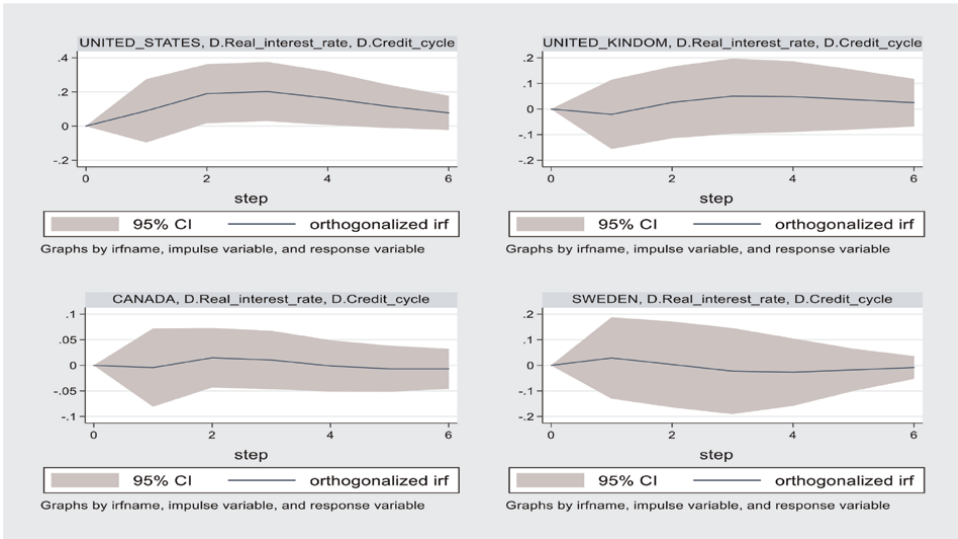 UNITED_STATES, D.Real_interest_rate, D.Credit_cycle
.4
.2
0
-.2
0 2 4 6
step
95% CI orthogonalized irf
Graphs by irfname, impulse variable, and response variable
UNITED_KINDOM, D.Real_interest_rate, D.Credit_cycle
.2
.1
0
-.1
-.2
0 2 4 6
step
95% CI orthogonalized irf
Graphs by irfname, impulse variable, and response variable
CANADA, D.Real_interest_rate, D.Credit_cycle
.1
.05
0
-.05
-.1
0 2 4 6
step
95% CI orthogonalized irf
Graphs by irfname, impulse variable, and response variable
SWEDEN, D.Real_interest_rate, D.Credit_cycle
.2
.1
0
-.1
-.2
0 2 4 6
step
95% CI orthogonalized irf
Graphs by irfname, impulse variable, and response variable